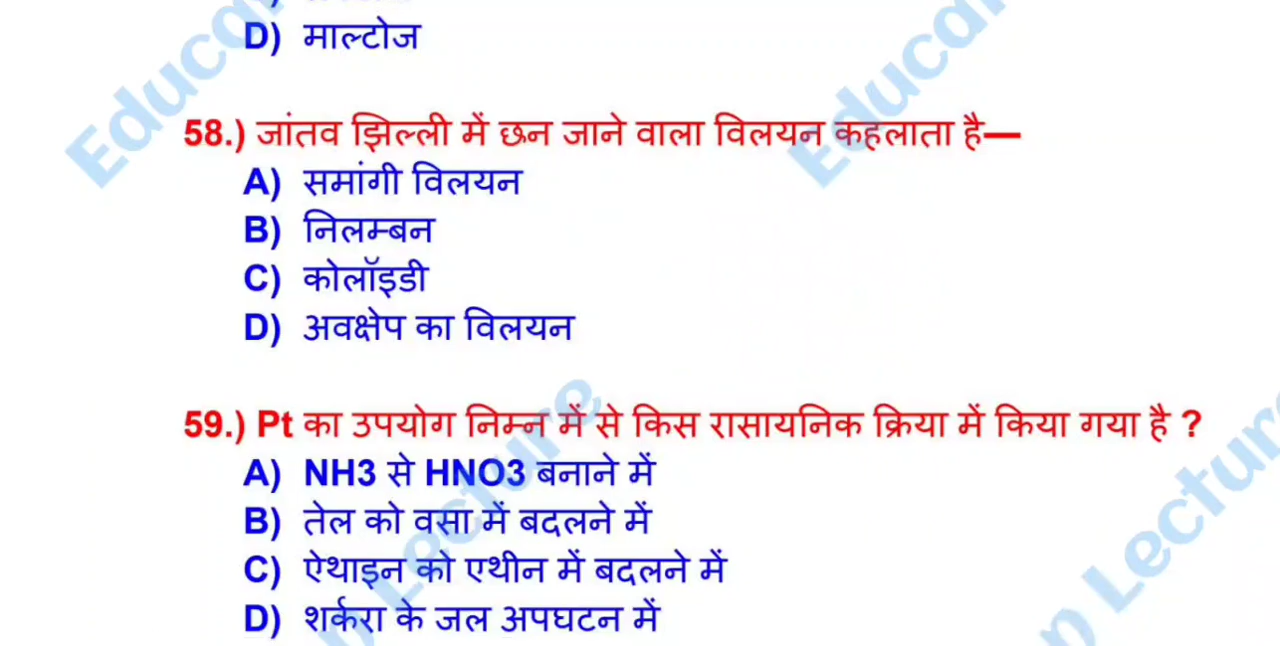 D) माल्टोज
58.) जांतव झिल्ली में छन जाने वाला विलयन कहलाता है—
A) समांगी विलयन
B) निलम्बन
C) कोलॉइडी
D) अवक्षेप का विलयन
59.) Pt का उपयोग निम्न में से किस रासायनिक क्रिया में किया गया है ?
A) NH3 से HNO3 बनाने में
B) तेल को वसा में बदलने में
C) ऐथाइन को एथीन में बदलने में
D) शर्करा के जल अपघटन में